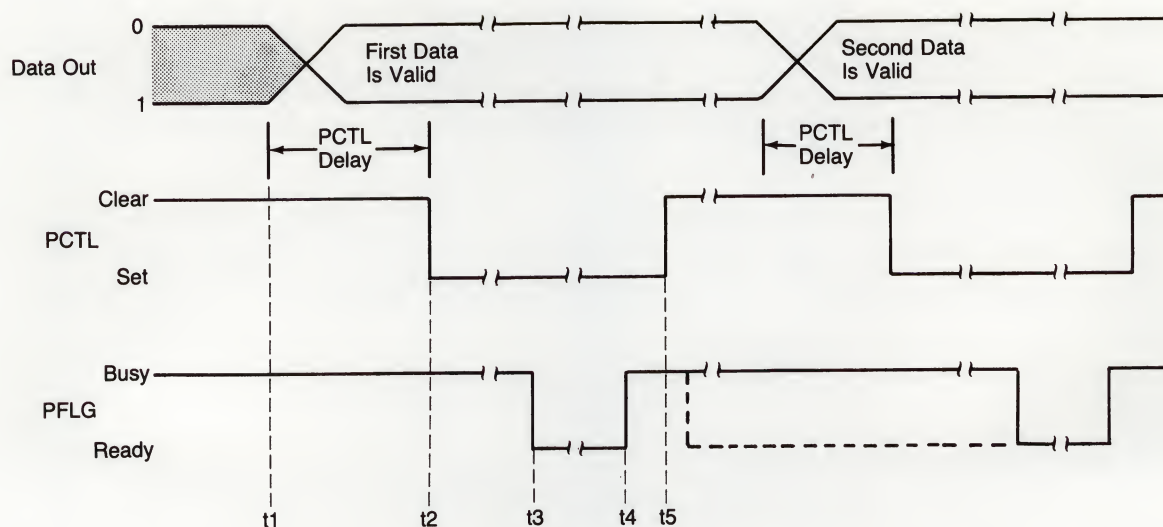 0
Data Out
1
First Data
Is Valid
Second Data
Is Valid
PCTL
Delay
PCTL
Delay
Clear
PCTL
Set
Busy
PFLG
Ready
t1
t2
t3
t4
t5